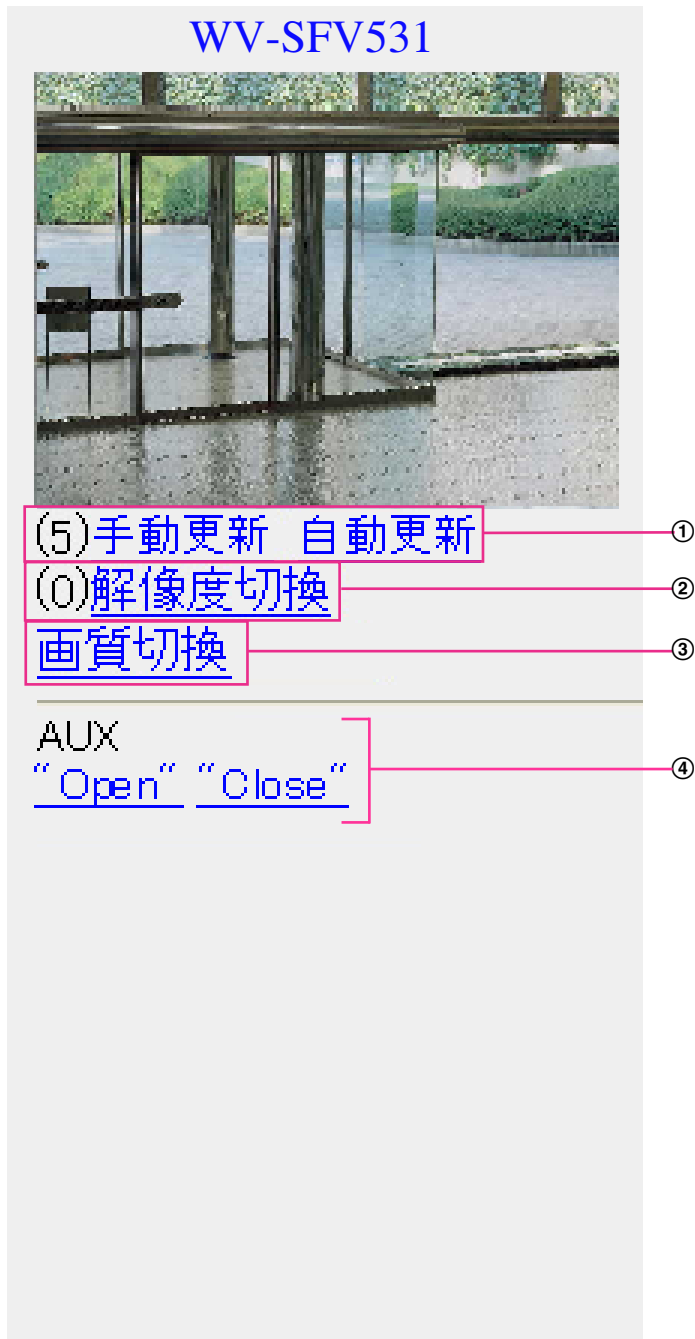 WV-SFV531
(5)手動更新 自動更新 ①
(0)解像度切換 ②
画質切換 ③
AUX
“Open“ “Close“ ④